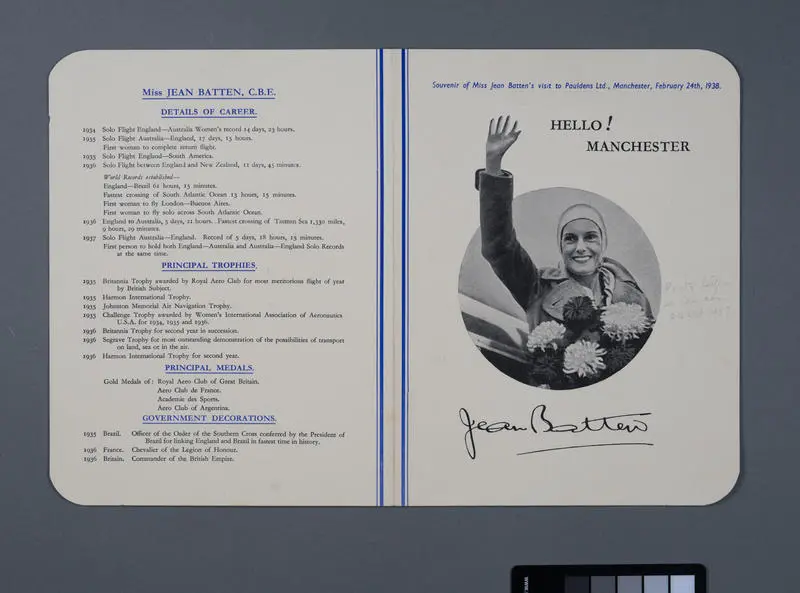 Miss JEAN BATTEN, C.B.E.
DETAILS OF CAREER.
1934 Solo Flight England—Australia Women's record 14 days, 23 hours.
1935 Solo Flight Australia—England, 17 days, 15 hours.
First woman to complete return flight.
1935 Solo Flight England—South America.
1936 Solo Flight between England and New Zealand, 11 days, 45 minutes.
World Records established—
England—Brazil 61 hours, 15 minutes.
Fastest crossing of South Atlantic Ocean 13 hours, 15 minutes.
First woman to fly London—Buenos Aires.
First woman to fly solo across South Atlantic Ocean.
1936 England to Australia, 5 days, 21 hours. Fastest crossing of Tasman Sea 1,330 miles,
9 hours, 29 minutes.
1937 Solo Flight Australia—England. Record of 5 days, 18 hours, 15 minutes.
First person to hold both England—Australia and Australia—England Solo Records
at the same time.
PRINCIPAL TROPHIES.
1935 Britannia Trophy awarded by Royal Aero Club for most meritorious flight of year
by British Subject.
1935 Harmon International Trophy.
1935 Johnston Memorial Air Navigation Trophy.
1935 Challenge Trophy awarded by Women's International Association of Aeronautics
U.S.A. for 1934, 1935 and 1936.
1936 Britannia Trophy for second year in succession.
1936 Segrave Trophy for most outstanding demonstration of the possibilities of transport
on land, sea or in the air.
1936 Harmon International Trophy for second year.
PRINCIPAL MEDALS.
Gold Medals of: Royal Aero Club of Great Britain.
Aero Club de France.
Academie des Sports.
Aero Club of Argentina.
GOVERNMENT DECORATIONS.
1935 Brazil. Officer of the Order of the Southern Cross conferred by the President of
Brazil for linking England and Brazil in fastest time in history.
1936 France. Chevalier of the Legion of Honour.
1936 Britain. Commander of the British Empire.
Souvenir of Miss Jean Batten's visit to Pauldens Ltd., Manchester, February 24th, 1938.
HELLO!
MANCHESTER
Jean Batten